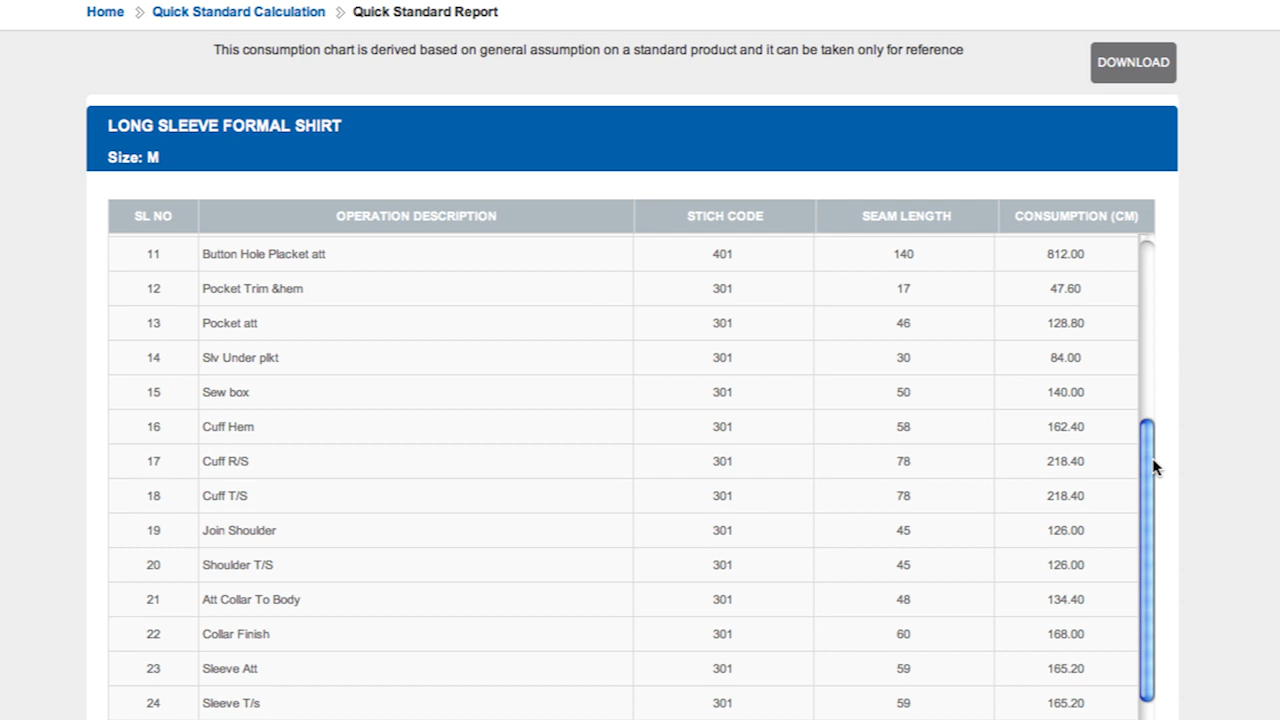 Home Quick Standard Calculation Quick Standard Report
This consumption chart is derived based on general assumption on a standard product and it can be taken only for reference
DOWNLOAD
LONG SLEEVE FORMAL SHIRT
Size: M
SL NO OPERATION DESCRIPTION STICH CODE SEAM LENGTH CONSUMPTION (CM)
11 Button Hole Placket att 401 140 812.00
12 Pocket Trim &hem 301 17 47.60
13 Pocket att 301 46 128.80
14 Slv Under plkt 301 30 84.00
15 Sew box 301 50 140.00
16 Cuff Hem 301 58 162.40
17 Cuff R/S 301 78 218.40
18 Cuff T/S 301 78 218.40
19 Join Shoulder 301 45 126.00
20 Shoulder T/S 301 45 126.00
21 Att Collar To Body 301 48 134.40
22 Collar Finish 301 60 168.00
23 Sleeve Att 301 59 165.20
24 Sleeve T/s 301 59 165.20